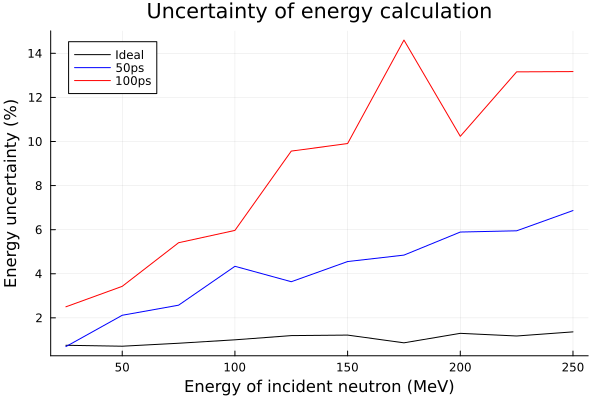 Uncertainty of energy calculation
Ideal
50ps
100ps
Energy uncertainty (%)
14
12
10
8
6
4
2
50 100 150 200 250
Energy of incident neutron (MeV)